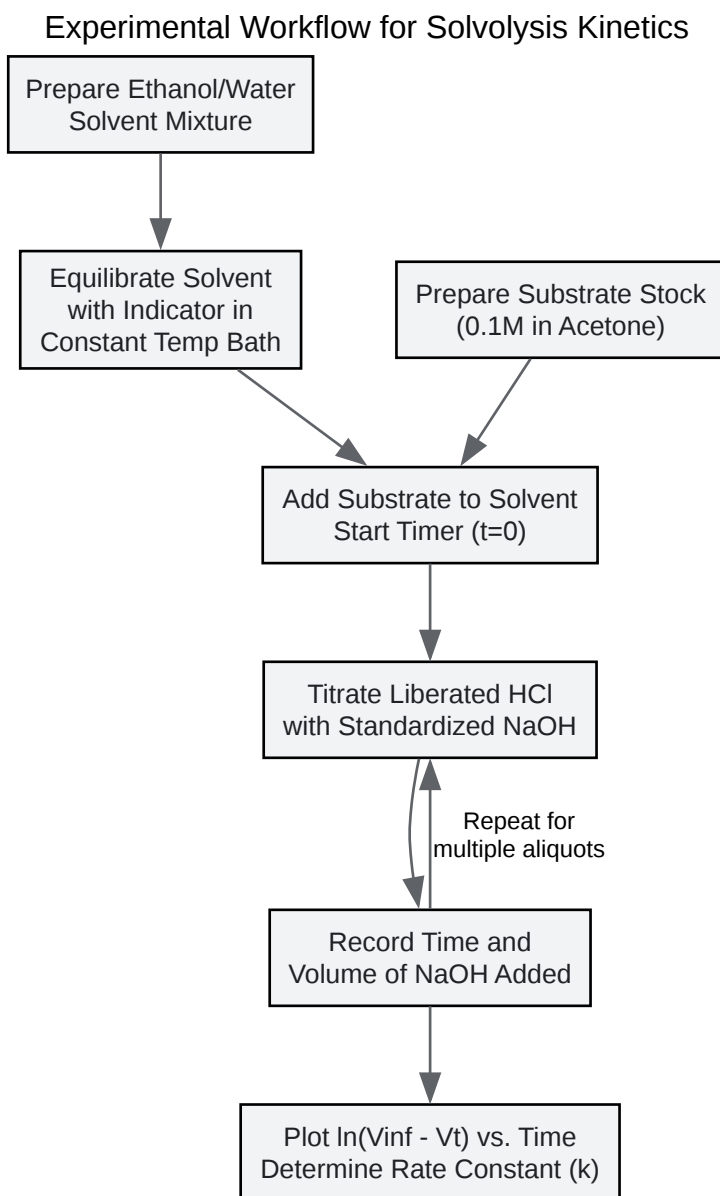 Experimental Workflow for Solvolysis Kinetics
Prepare Ethanol/Water
Solvent Mixture
Equilibrate Solvent
with Indicator in
Constant Temp Bath
Prepare Substrate Stock
(0.1M in Acetone)
Add Substrate to Solvent
Start Timer (t=0)
Titrate Liberated HCl
with Standardized NaOH
Repeat for
multiple aliquots
Record Time and
Volume of NaOH Added
Plot ln(Vinf - Vt) vs. Time
Determine Rate Constant (k)